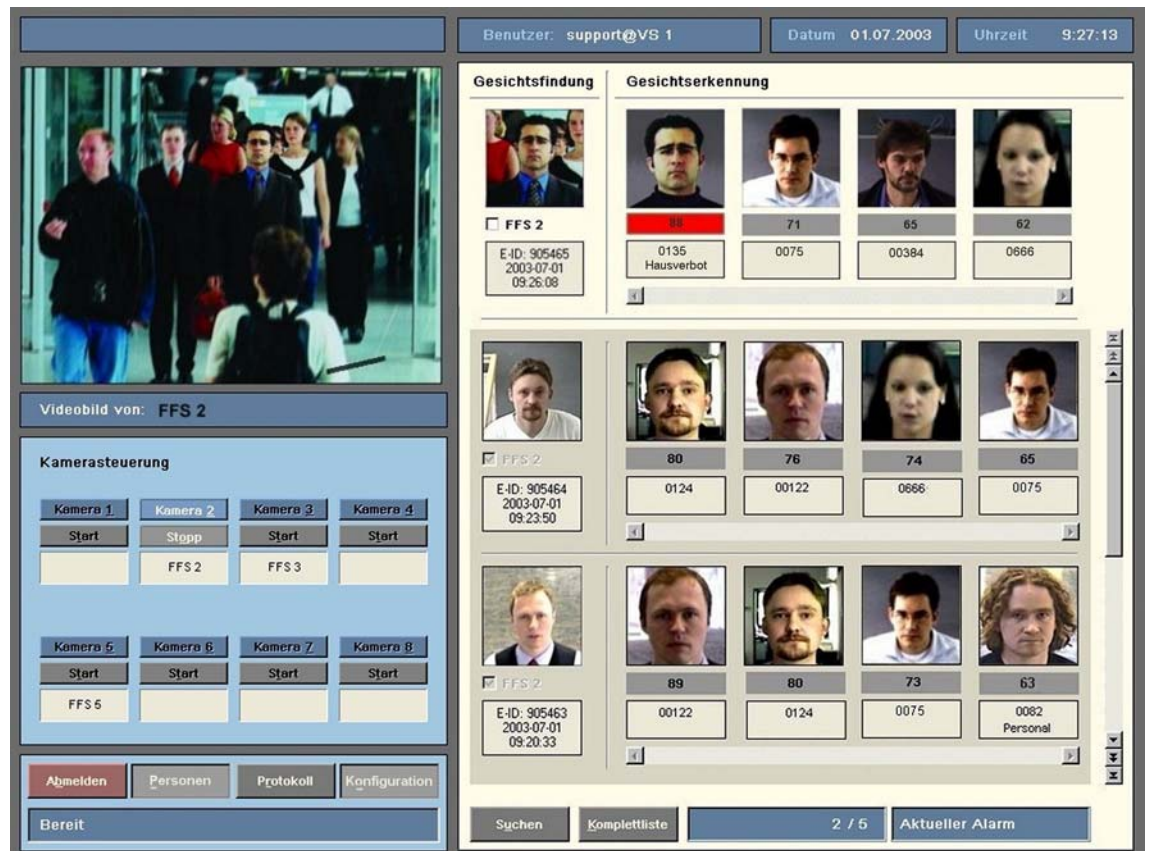 Benutzer: support@VS 1
Datum 01.07.2003
Uhrzeit 9:27:13
Videobild von: FFS 2
Kamerasteuerung
Kamera 1 Kamera 2 Kamera 3 Kamera 4
Start Stopp Start Start
FFS 2 FFS 3
Kamera 5 Kamera 6 Kamera 7 Kamera 8
Start Start Start Start
FFS 5
Abmelden Personen Protokoll Konfiguration
Bereit
Gesichtsfindung Gesichtserkennung
FFS 2
E-ID: 905465
2003-07-01
09:26:08
88 71 65 62
0135 0075 00384 0666
Hausverbot
FFS 2
E-ID: 905464
2003-07-01
09:23:50
80 76 74 65
0124 00122 0666 0075
FFS 2
E-ID: 905463
2003-07-01
09:20:33
89 80 73 63
00122 0124 0075 0082
Personal
Suchen Komplettliste 2 / 5 Aktueller Alarm